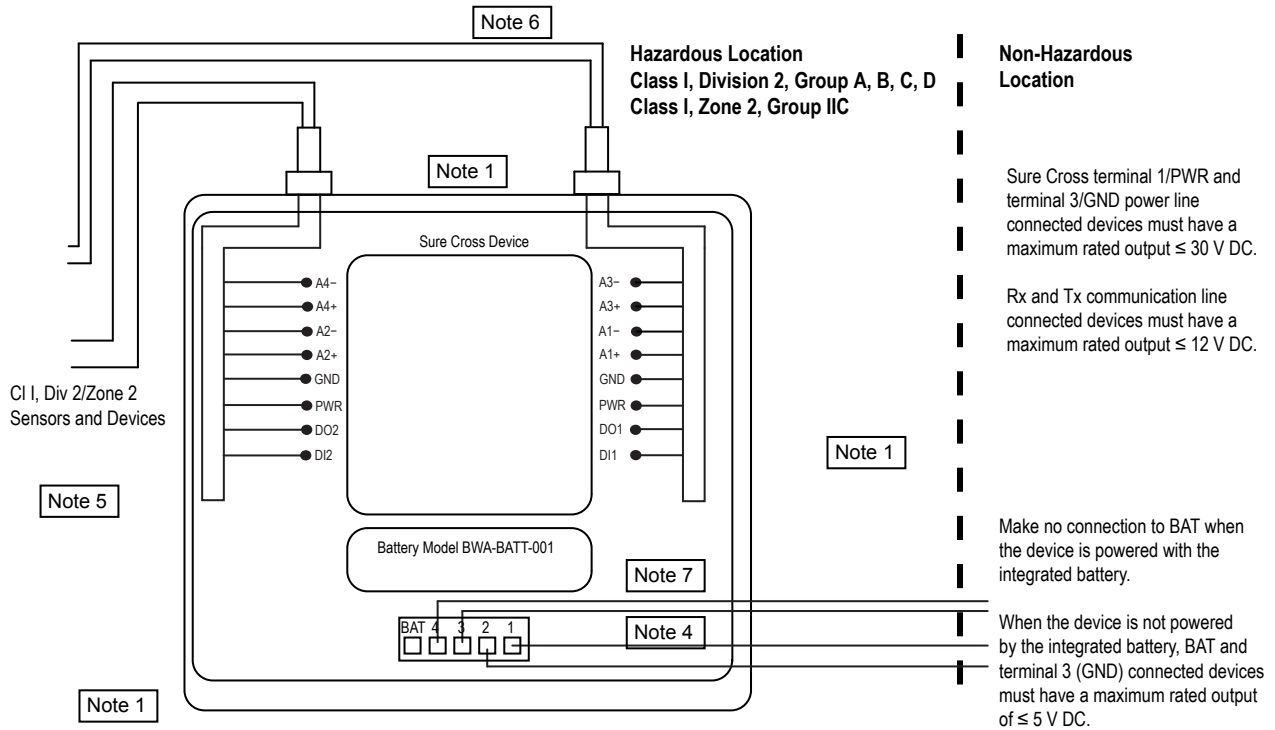 Note 6
Hazardous Location
Class I, Division 2, Group A, B, C, D
Class I, Zone 2, Group IIC
Non-Hazardous
Location
Note 1
Sure Cross terminal 1/PWR and
terminal 3/GND power line
connected devices must have a
maximum rated output ≤ 30 V DC.
Rx and Tx communication line
connected devices must have a
maximum rated output ≤ 12 V DC.
Sure Cross Device
A4−
A4+
A2−
A2+
GND
PWR
DO2
DI2
A3−
A3+
A1−
A1+
GND
PWR
DO1
DI1
Cl I, Div 2/Zone 2
Sensors and Devices
Note 1
Note 5
Battery Model BWA-BATT-001
Make no connection to BAT when
the device is powered with the
integrated battery.
Note 7
Note 4
BAT 4 3 2 1
When the device is not powered
by the integrated battery, BAT and
terminal 3 (GND) connected devices
must have a maximum rated output
of ≤ 5 V DC.
Note 1